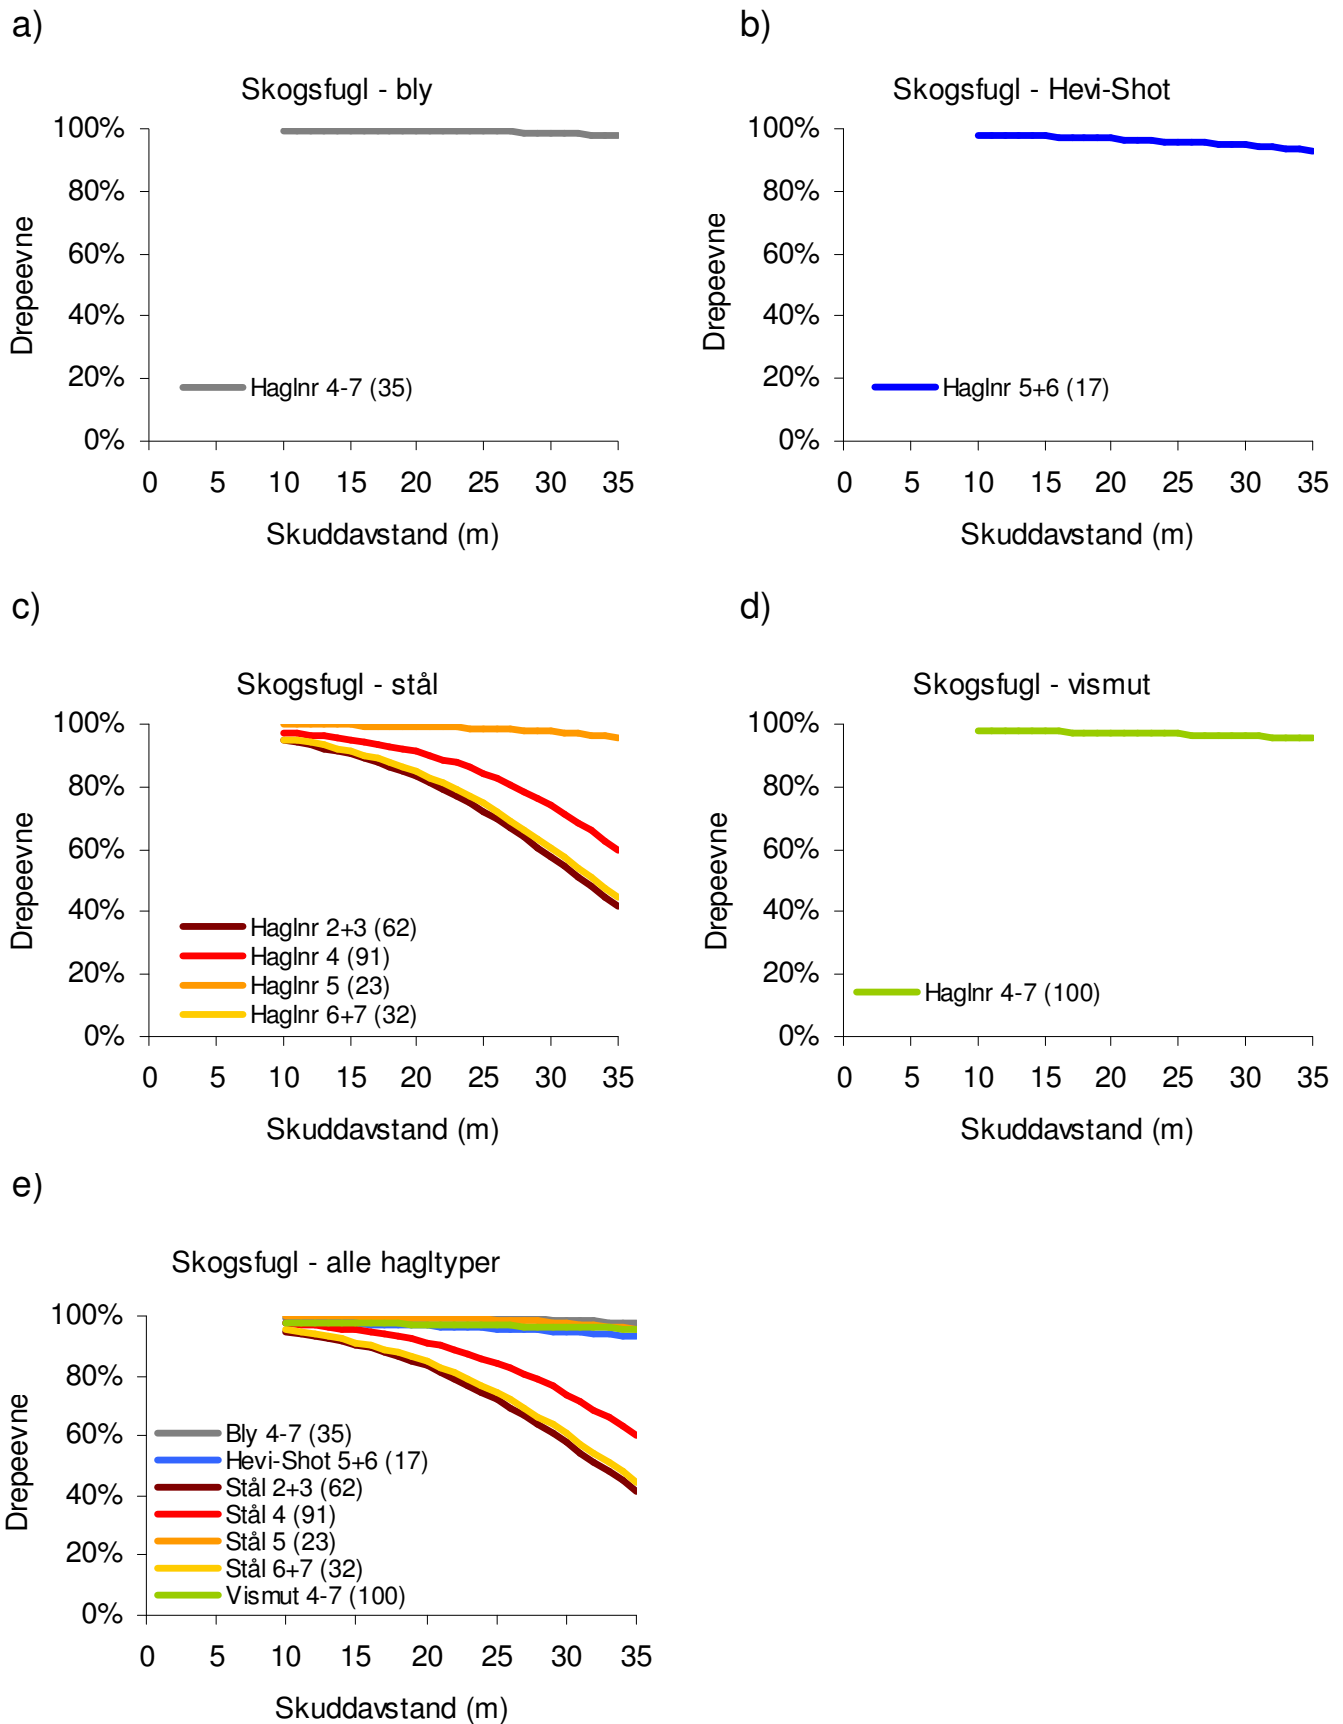 a)
Skogsfugl - bly
100%
80%
60%
40%
20%
0%
Drepeevne
Haglnr 4-7 (35)
0 5 10 15 20 25 30 35
Skuddavstand (m)
b)
Skogsfugl - Hevi-Shot
100%
80%
60%
40%
20%
0%
Drepeevne
Haglnr 5+6 (17)
0 5 10 15 20 25 30 35
Skuddavstand (m)
c)
Skogsfugl - stål
100%
80%
60%
40%
20%
0%
Drepeevne
Haglnr 2+3 (62)
Haglnr 4 (91)
Haglnr 5 (23)
Haglnr 6+7 (32)
0 5 10 15 20 25 30 35
Skuddavstand (m)
d)
Skogsfugl - vismut
100%
80%
60%
40%
20%
0%
Drepeevne
Haglnr 4-7 (100)
0 5 10 15 20 25 30 35
Skuddavstand (m)
e)
Skogsfugl - alle hagltyper
100%
80%
60%
40%
20%
0%
Drepeevne
Bly 4-7 (35)
Hevi-Shot 5+6 (17)
Stål 2+3 (62)
Stål 4 (91)
Stål 5 (23)
Stål 6+7 (32)
Vismut 4-7 (100)
0 5 10 15 20 25 30 35
Skuddavstand (m)